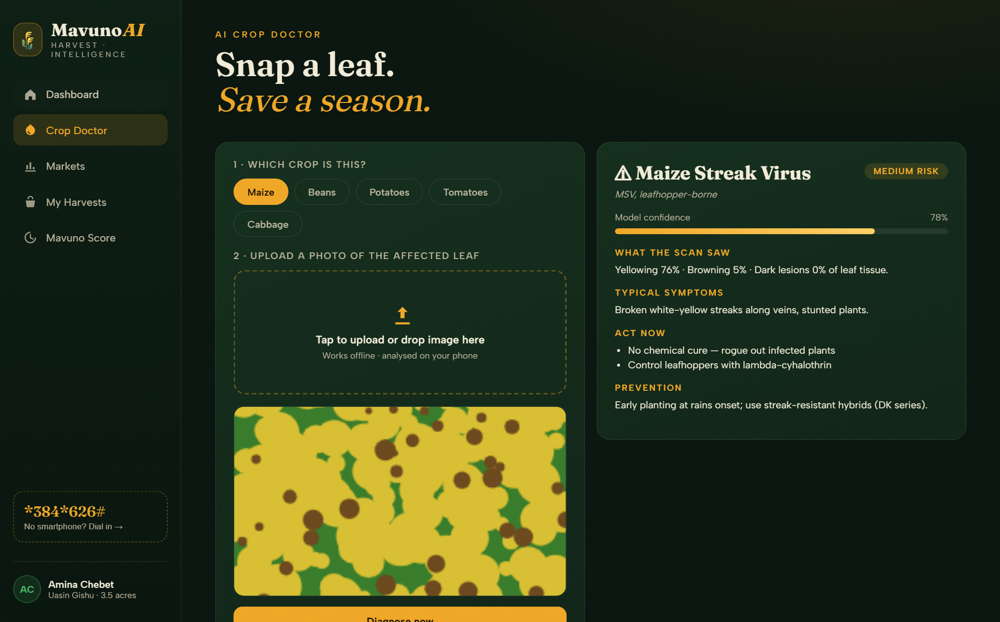 MavunoAI
HARVEST ·
INTELLIGENCE
Dashboard
Crop Doctor
Markets
My Harvests
Mavuno Score
*384*626#
No smartphone? Dial in →
AC
Amina Chebet
Uasin Gishu · 3.5 acres
AI CROP DOCTOR
Snap a leaf.
Save a season.
1 · WHICH CROP IS THIS?
Maize
Beans
Potatoes
Tomatoes
Cabbage
2 · UPLOAD A PHOTO OF THE AFFECTED LEAF
Tap to upload or drop image here
Works offline · analysed on your phone
Diagnose now
⚠ Maize Streak Virus
MEDIUM RISK
MSV, leafhopper-borne
Model confidence
78%
WHAT THE SCAN SAW
Yellowing 76% · Browning 5% · Dark lesions 0% of leaf tissue.
TYPICAL SYMPTOMS
Broken white-yellow streaks along veins, stunted plants.
ACT NOW
• No chemical cure — rogue out infected plants
• Control leafhoppers with lambda-cyhalothrin
PREVENTION
Early planting at rains onset; use streak-resistant hybrids (DK series).